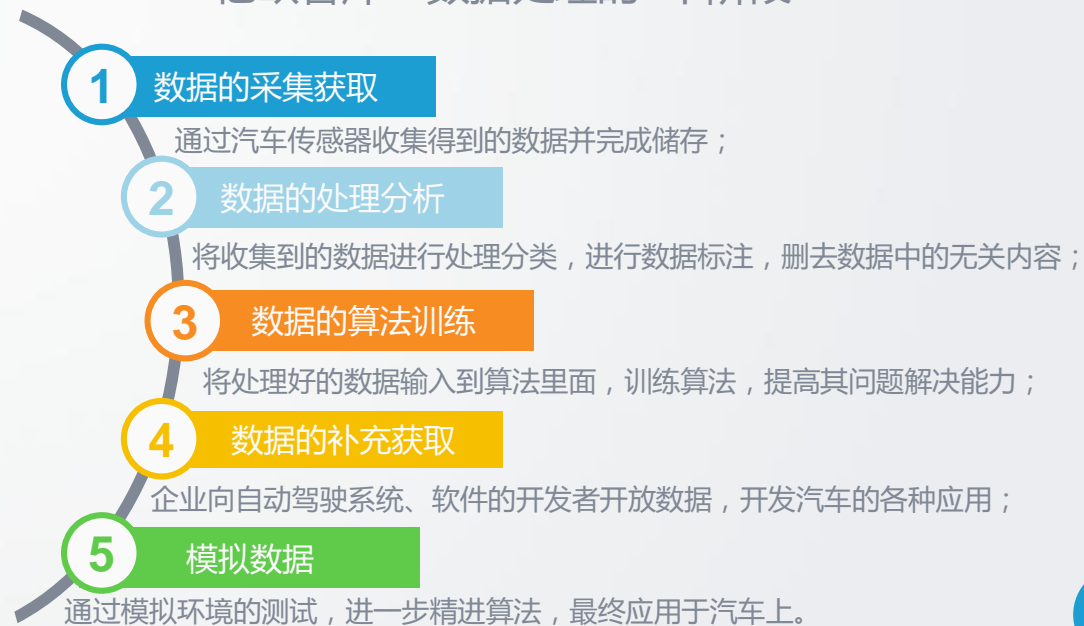 1
数据的采集获取
通过汽车传感器收集得到的数据并完成储存；
2
数据的处理分析
将收集到的数据进行处理分类，进行数据标注，删去数据中的无关内容；
3
数据的算法训练
将处理好的数据输入到算法里面，训练算法，提高其问题解决能力；
4
数据的补充获取
企业向自动驾驶系统、软件的开发者开放数据，开发汽车的各种应用；
5
模拟数据
通过模拟环境的测试，进一步精进算法，最终应用于汽车上。